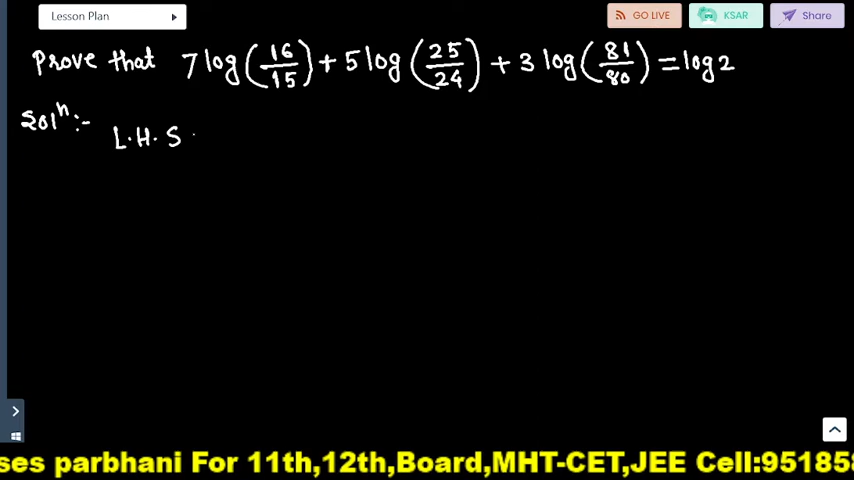 Lesson Plan
GO LIVE
KSAR
Share
Prove that 7 log (16/15) + 5 log (25/24) + 3 log (81/80) = log 2
Solⁿ :-
L.H.S.
ses parbhani For 11th,12th,Board,MHT-CET,JEE Cell:95185